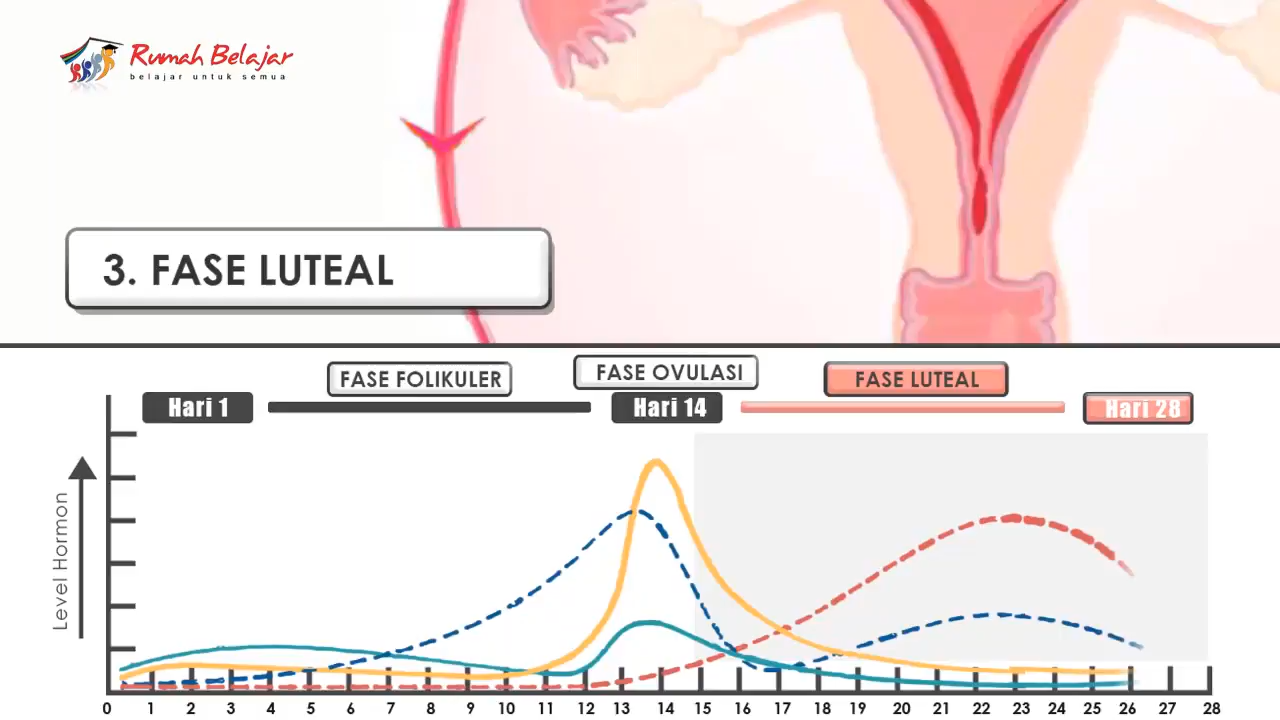 Rumah Belajar
belajar untuk semua
3. FASE LUTEAL
FASE FOLIKULER
FASE OVULASI
FASE LUTEAL
Hari 1
Hari 14
Hari 28
Level Hormon
0 1 2 3 4 5 6 7 8 9 10 11 12 13 14 15 16 17 18 19 20 21 22 23 24 25 26 27 28